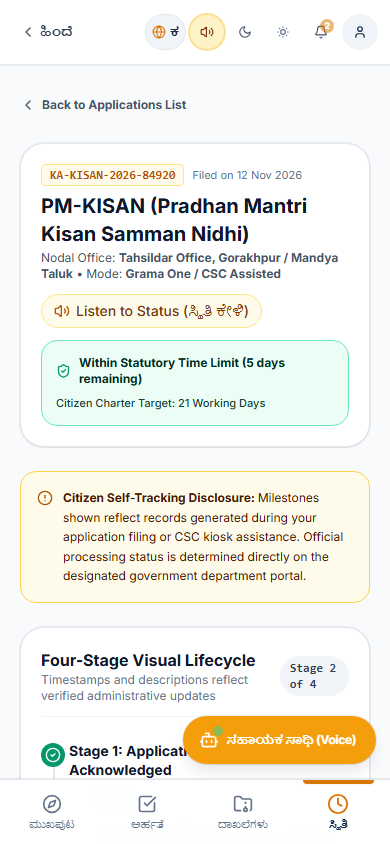 ಹಿಂದೆ
ಕ
2
Back to Applications List
KA-KISAN-2026-84920 Filed on 12 Nov 2026
PM-KISAN (Pradhan Mantri
Kisan Samman Nidhi)
Nodal Office: Tahsildar Office, Gorakhpur / Mandya
Taluk • Mode: Grama One / CSC Assisted
Listen to Status (ಸ್ಥಿತಿ ಕೇಳಿ)
Within Statutory Time Limit (5 days
remaining)
Citizen Charter Target: 21 Working Days
Citizen Self-Tracking Disclosure: Milestones
shown reflect records generated during your
application filing or CSC kiosk assistance. Official
processing status is determined directly on the
designated government department portal.
Four-Stage Visual Lifecycle
Timestamps and descriptions reflect
verified administrative updates
Stage 2
of 4
Stage 1: Applicati
Acknowledged
ಸಹಾಯಕ ಸಾಥಿ (Voice)
ಮುಖಪುಟ
ಅರ್ಹತೆ
ದಾಖಲೆಗಳು
ಸ್ಥಿತಿ